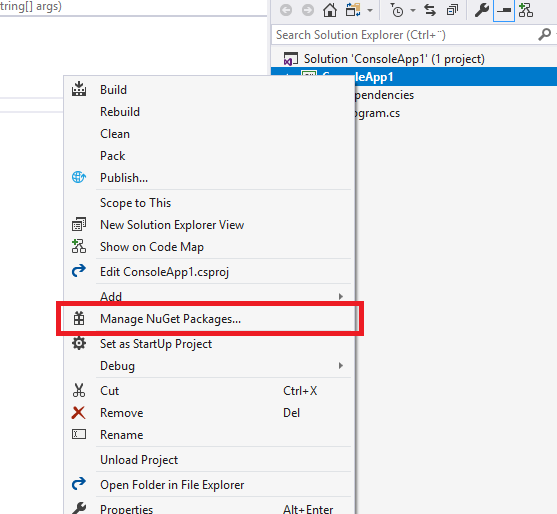 tring[] args)
Search Solution Explorer (Ctrl+¨)
Solution 'ConsoleApp1' (1 project)
ConsoleApp1
pendencies
ogram.cs
Build
Rebuild
Clean
Pack
Publish...
Scope to This
New Solution Explorer View
Show on Code Map
Edit ConsoleApp1.csproj
Add
Manage NuGet Packages...
Set as StartUp Project
Debug
Cut Ctrl+X
Remove Del
Rename
Unload Project
Open Folder in File Explorer
Properties Alt+Enter